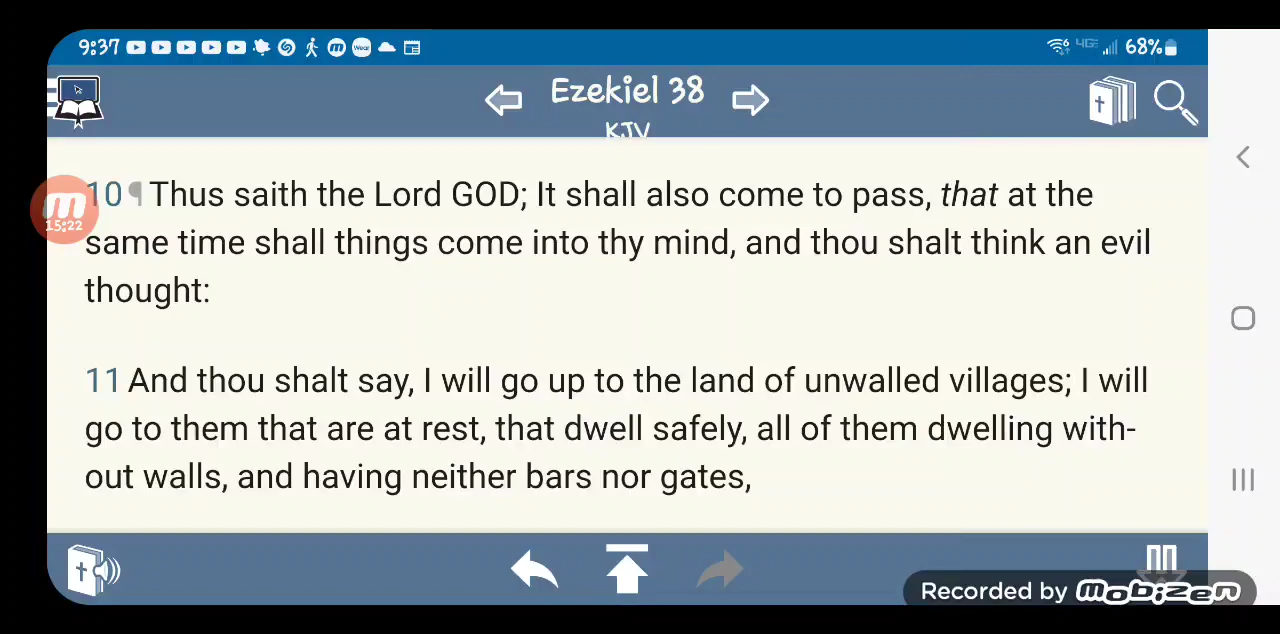 9:37 4GE 68%
Ezekiel 38
KJV
10 ¶ Thus saith the Lord GOD; It shall also come to pass, that at the
15:22
same time shall things come into thy mind, and thou shalt think an evil
thought:
11 And thou shalt say, I will go up to the land of unwalled villages; I will
go to them that are at rest, that dwell safely, all of them dwelling with-
out walls, and having neither bars nor gates,
Recorded by mobizen